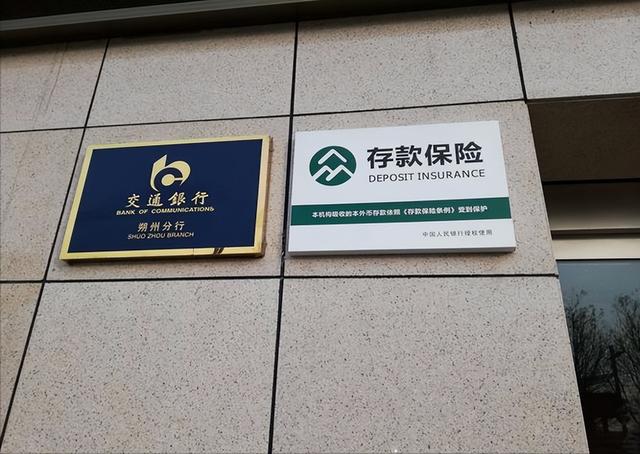 交通銀行
BANK OF COMMUNICATIONS
朔州分行
SHUO ZHOU BRANCH
存款保险
DEPOSIT INSURANCE
本机构吸收的本外币存款依照《存款保险条例》受到保护
中国人民银行授权使用